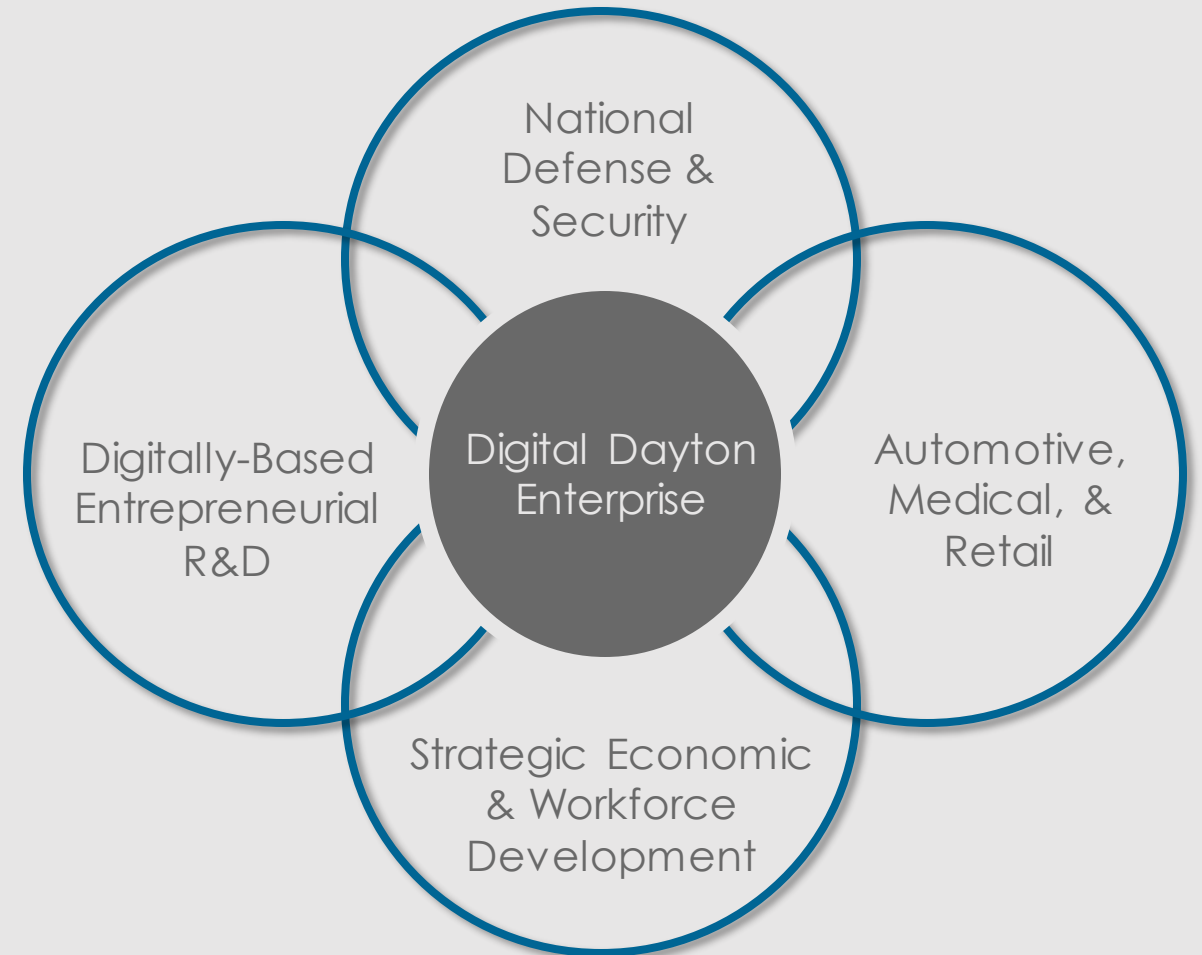 National
Defense &
Security
Digitally-Based
Entrepreneurial
R&D
Digital Dayton
Enterprise
Automotive,
Medical, &
Retail
Strategic Economic
& Workforce
Development